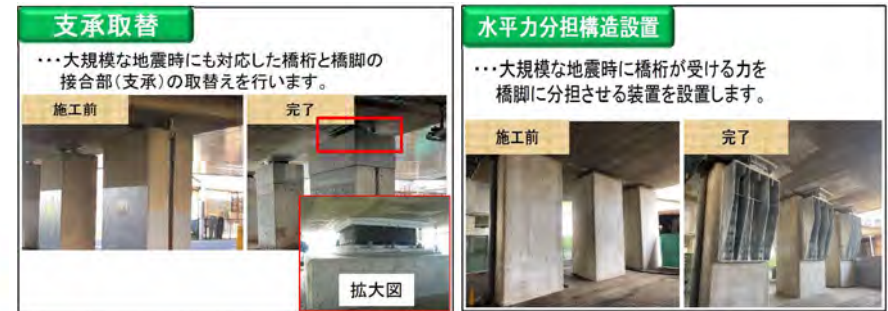 支承取替
・・・大規模な地震時にも対応した橋桁と橋脚の
接合部(支承)の取替えを行います。
施工前
完了
拡大図
水平力分担構造設置
・・・大規模な地震時に橋桁が受ける力を
橋脚に分担させる装置を設置します。
施工前
完了